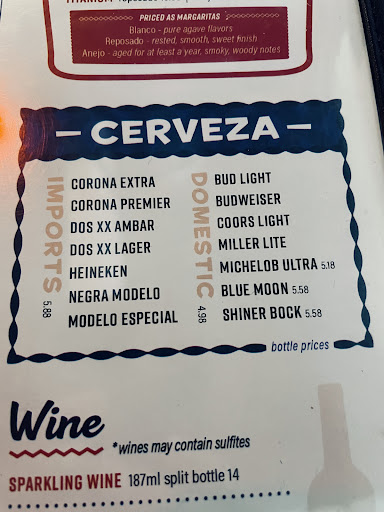 PRICED AS MARGARITAS
Blanco - pure agave flavors
Reposado - rested, smooth, sweet finish
Anejo - aged for at least a year, smoky, woody notes
— CERVEZA —
IMPORTS 5.88
CORONA EXTRA
CORONA PREMIER
DOS XX AMBAR
DOS XX LAGER
HEINEKEN
NEGRA MODELO
MODELO ESPECIAL
DOMESTIC 4.98
BUD LIGHT
BUDWEISER
COORS LIGHT
MILLER LITE
MICHELOB ULTRA 5.18
BLUE MOON 5.58
SHINER BOCK 5.58
bottle prices
Wine
*wines may contain sulfites
SPARKLING WINE 187ml split bottle 14